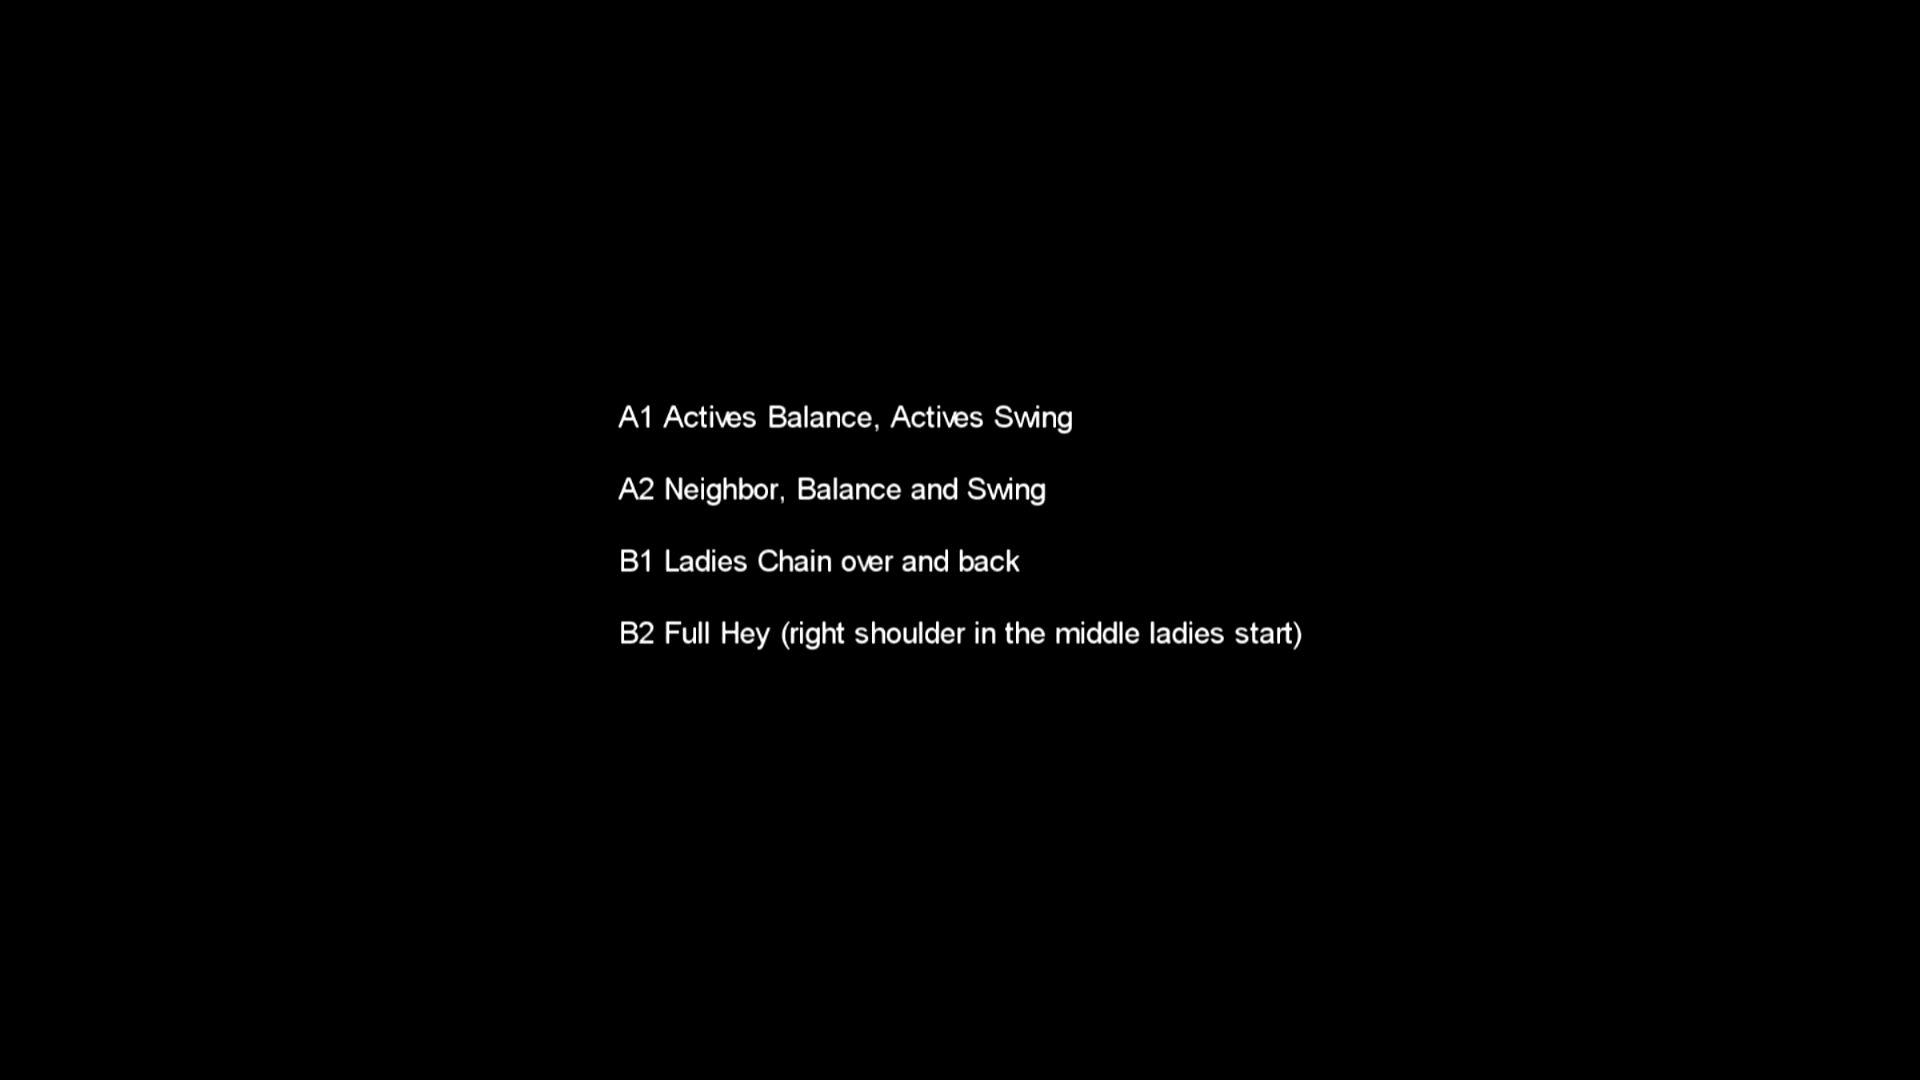 A1 Actives Balance, Actives Swing
A2 Neighbor, Balance and Swing
B1 Ladies Chain over and back
B2 Full Hey (right shoulder in the middle ladies start)